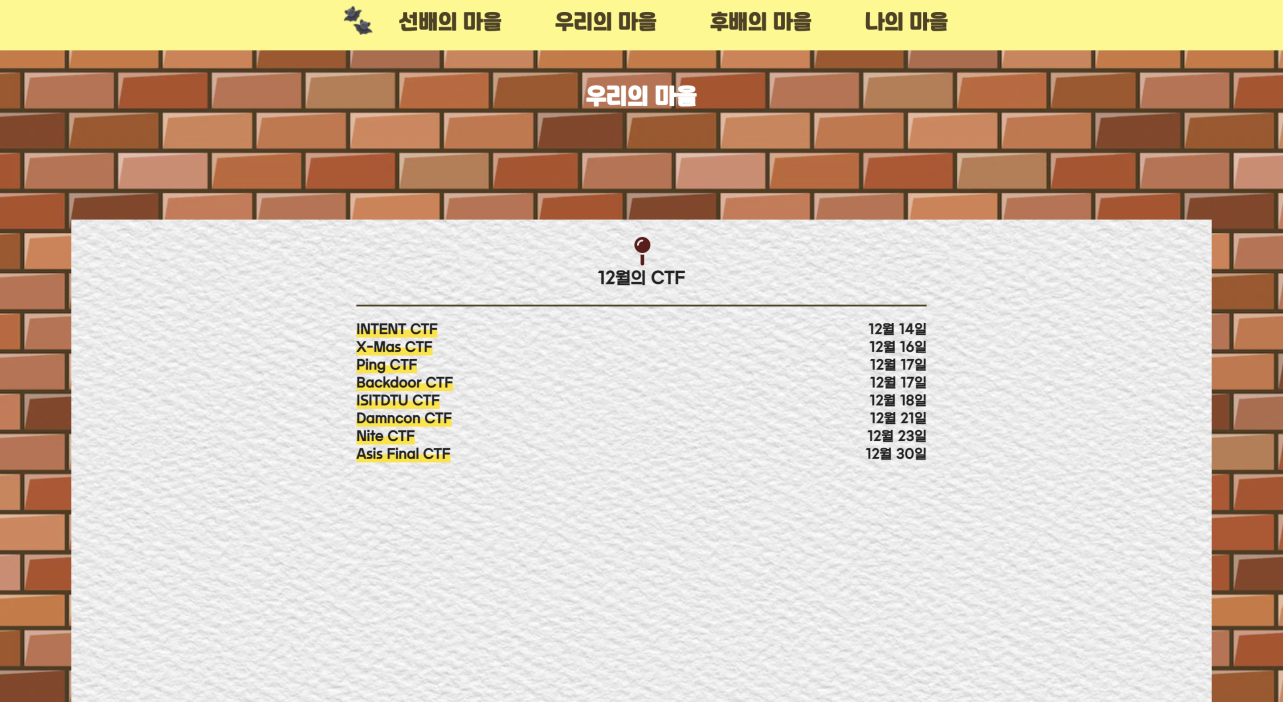 선배의 마을 우리의 마을 후배의 마을 나의 마을
우리의 마을
12월의 CTF
INTENT CTF 12월 14일
X-Mas CTF 12월 16일
Ping CTF 12월 17일
Backdoor CTF 12월 17일
ISITDTU CTF 12월 18일
Damncon CTF 12월 21일
Nite CTF 12월 23일
Asis Final CTF 12월 30일